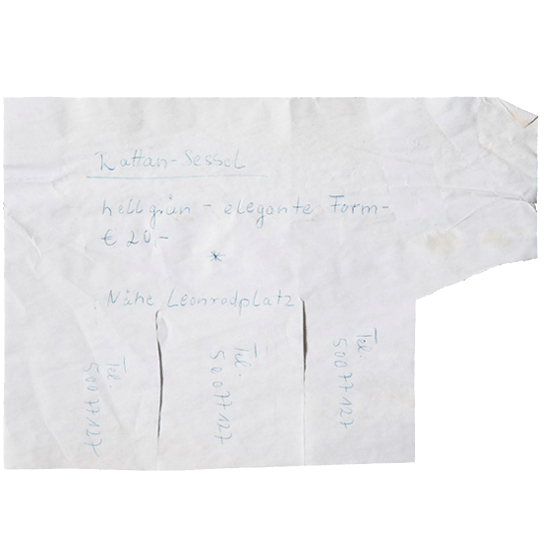 Rattan-Sessel
hellgrün - elegante Form-
€ 20,-
*
Nähe Leonrodplatz
Tel: 
50077127
Tel: 
50077127
Tel: 
50077127